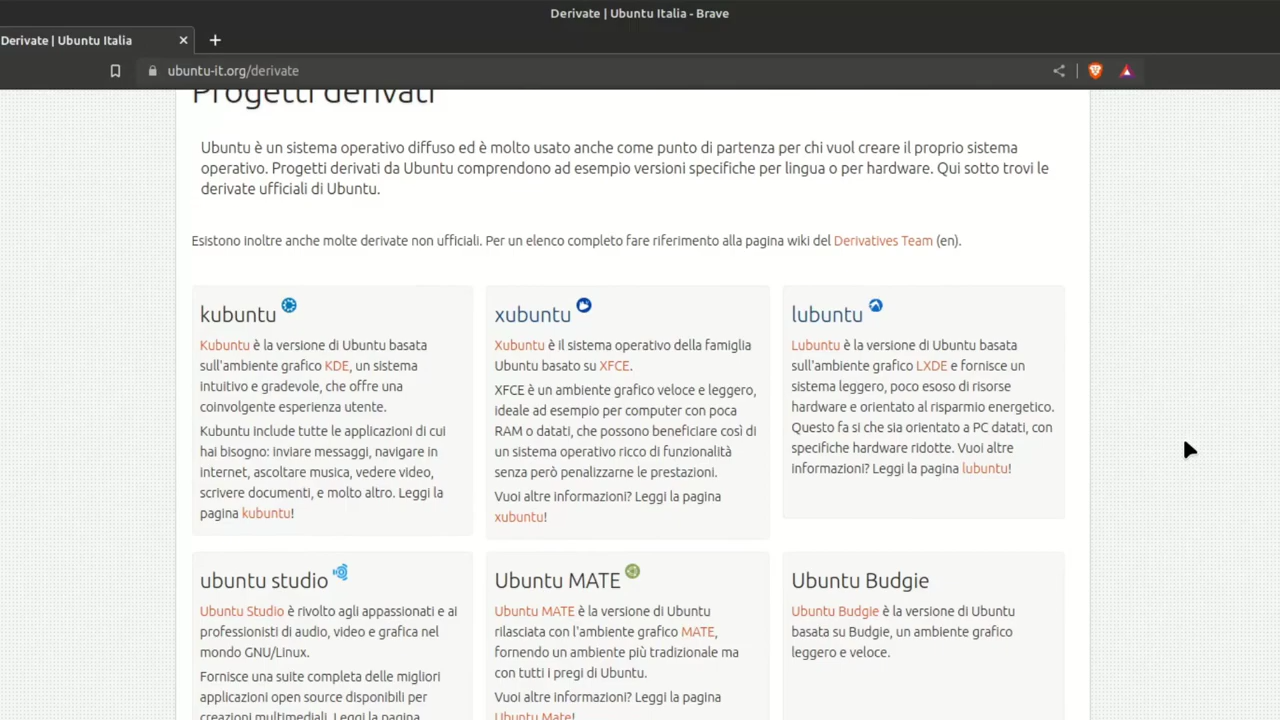 Derivate | Ubuntu Italia - Brave
Derivate | Ubuntu Italia
ubuntu-it.org/derivate
Progetti derivati
Ubuntu è un sistema operativo diffuso ed è molto usato anche come punto di partenza per chi vuol creare il proprio sistema
operativo. Progetti derivati da Ubuntu comprendono ad esempio versioni specifiche per lingua o per hardware. Qui sotto trovi le
derivate ufficiali di Ubuntu.
Esistono inoltre anche molte derivate non ufficiali. Per un elenco completo fare riferimento alla pagina wiki del Derivatives Team (en).
kubuntu
Kubuntu è la versione di Ubuntu basata
sull'ambiente grafico KDE, un sistema
intuitivo e gradevole, che offre una
coinvolgente esperienza utente.
Kubuntu include tutte le applicazioni di cui
hai bisogno: inviare messaggi, navigare in
internet, ascoltare musica, vedere video,
scrivere documenti, e molto altro. Leggi la
pagina kubuntu!
xubuntu
Xubuntu è il sistema operativo della famiglia
Ubuntu basato su XFCE.
XFCE è un ambiente grafico veloce e leggero,
ideale ad esempio per computer con poca
RAM o datati, che possono beneficiare così di
un sistema operativo ricco di funzionalità
senza però penalizzarne le prestazioni.
Vuoi altre informazioni? Leggi la pagina
xubuntu!
lubuntu
Lubuntu è la versione di Ubuntu basata
sull'ambiente grafico LXDE e fornisce un
sistema leggero, poco esoso di risorse
hardware e orientato al risparmio energetico.
Questo fa si che sia orientato a PC datati, con
specifiche hardware ridotte. Vuoi altre
informazioni? Leggi la pagina lubuntu!
ubuntu studio
Ubuntu Studio è rivolto agli appassionati e ai
professionisti di audio, video e grafica nel
mondo GNU/Linux.
Fornisce una suite completa delle migliori
applicazioni open source disponibili per
creazioni multimediali. Leggi la pagina
Ubuntu MATE
Ubuntu MATE è la versione di Ubuntu
rilasciata con l'ambiente grafico MATE,
fornendo un ambiente più tradizionale ma
con tutti i pregi di Ubuntu.
Vuoi altre informazioni? Leggi la pagina
Ubuntu Mate!
Ubuntu Budgie
Ubuntu Budgie è la versione di Ubuntu
basata su Budgie, un ambiente grafico
leggero e veloce.